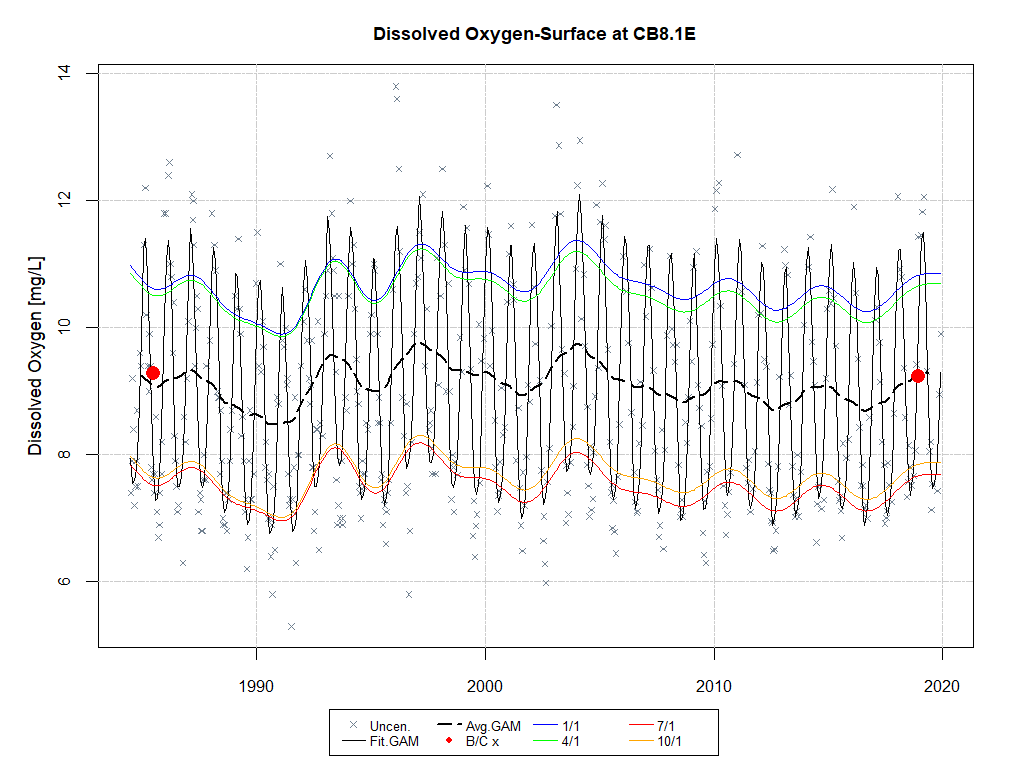 Dissolved Oxygen-Surface at CB8.1E
Dissolved Oxygen [mg/L]
14
12
10
8
6
1990 2000 2010 2020
Uncen. Avg.GAM 1/1 7/1
Fit.GAM B/C x 4/1 10/1